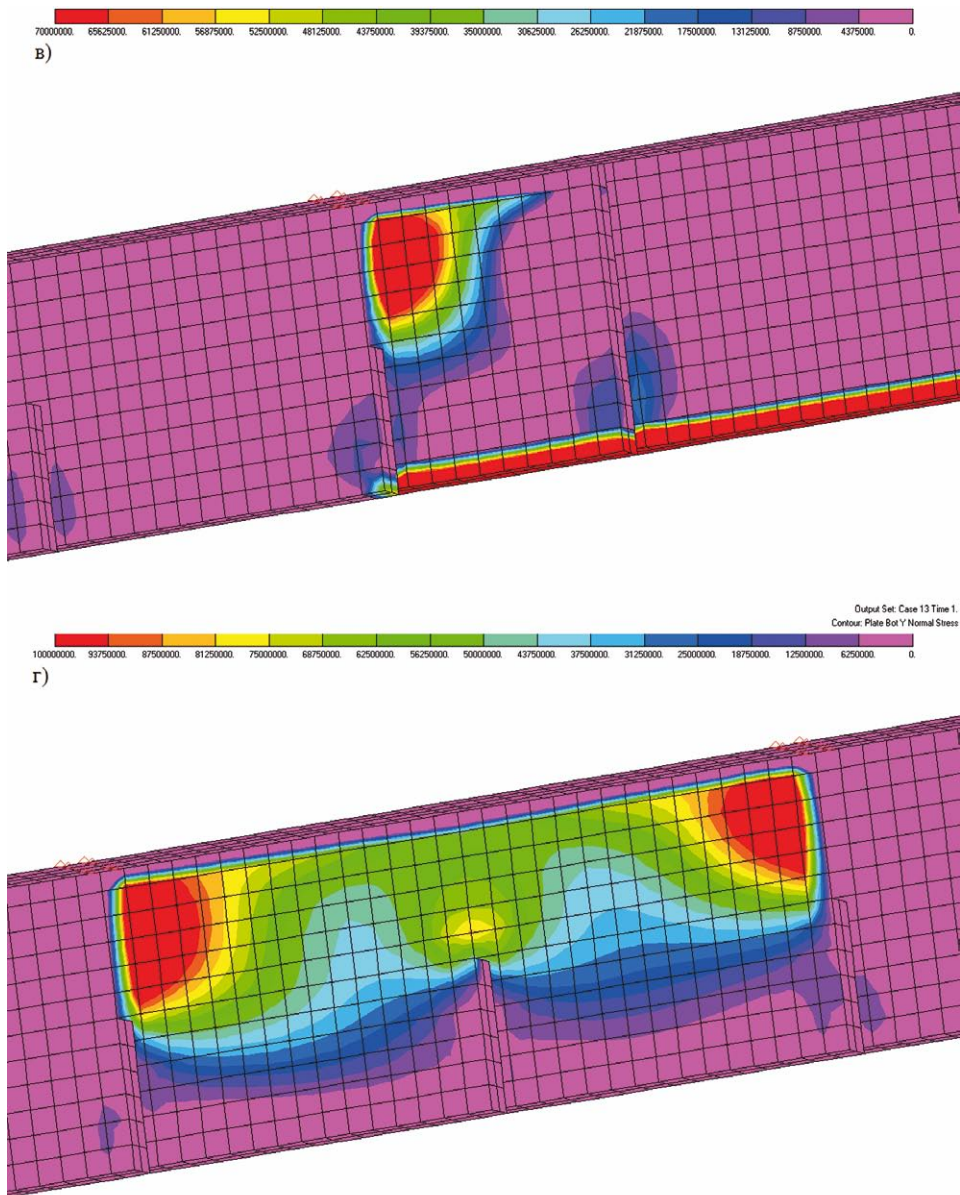 70000000. 65625000. 61250000. 56875000. 52500000. 48125000. 43750000. 39375000. 35000000. 30625000. 26250000. 21875000. 17500000. 13125000. 8750000. 4375000. 0.
в)
Output Set: Case 13 Time 1.
Contour: Plate Bot Y Normal Stress
100000000. 93750000. 87500000. 81250000. 75000000. 68750000. 62500000. 56250000. 50000000. 43750000. 37500000. 31250000. 25000000. 18750000. 12500000. 6250000. 0.
г)